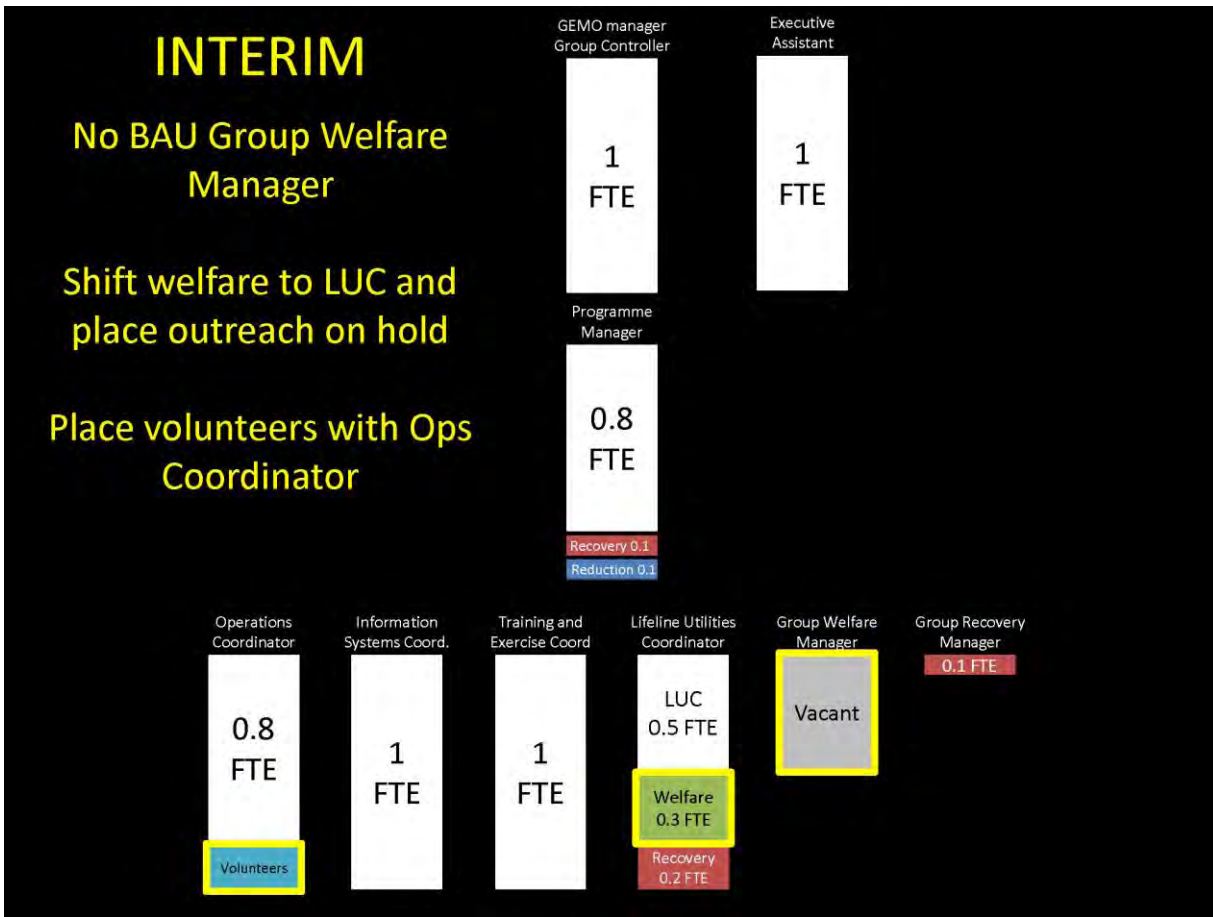 INTERIM
No BAU Group Welfare
Manager
Shift welfare to LUC and
place outreach on hold
Place volunteers with Ops
Coordinator
GEMO manager
Group Controller
1
FTE
Executive
Assistant
1
FTE
Programme
Manager
0.8
FTE
Recovery 0.1
Reduction 0.1
Operations
Coordinator
0.8
FTE
Volunteers
Information
Systems Coord.
1
FTE
Training and
Exercise Coord
1
FTE
Lifeline Utilities
Coordinator
LUC
0.5 FTE
Welfare
0.3 FTE
Recovery
0.2 FTE
Group Welfare
Manager
Vacant
Group Recovery
Manager
0.1 FTE